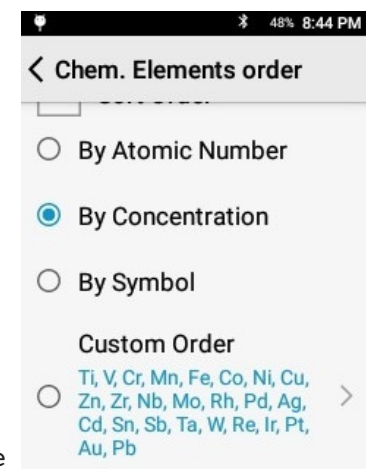 48% 8:44 PM
Chem. Elements order
By Atomic Number
By Concentration
By Symbol
Custom Order
Ti, V, Cr, Mn, Fe, Co, Ni, Cu,
Zn, Zr, Nb, Mo, Rh, Pd, Ag,
Cd, Sn, Sb, Ta, W, Re, Ir, Pt,
Au, Pb
e